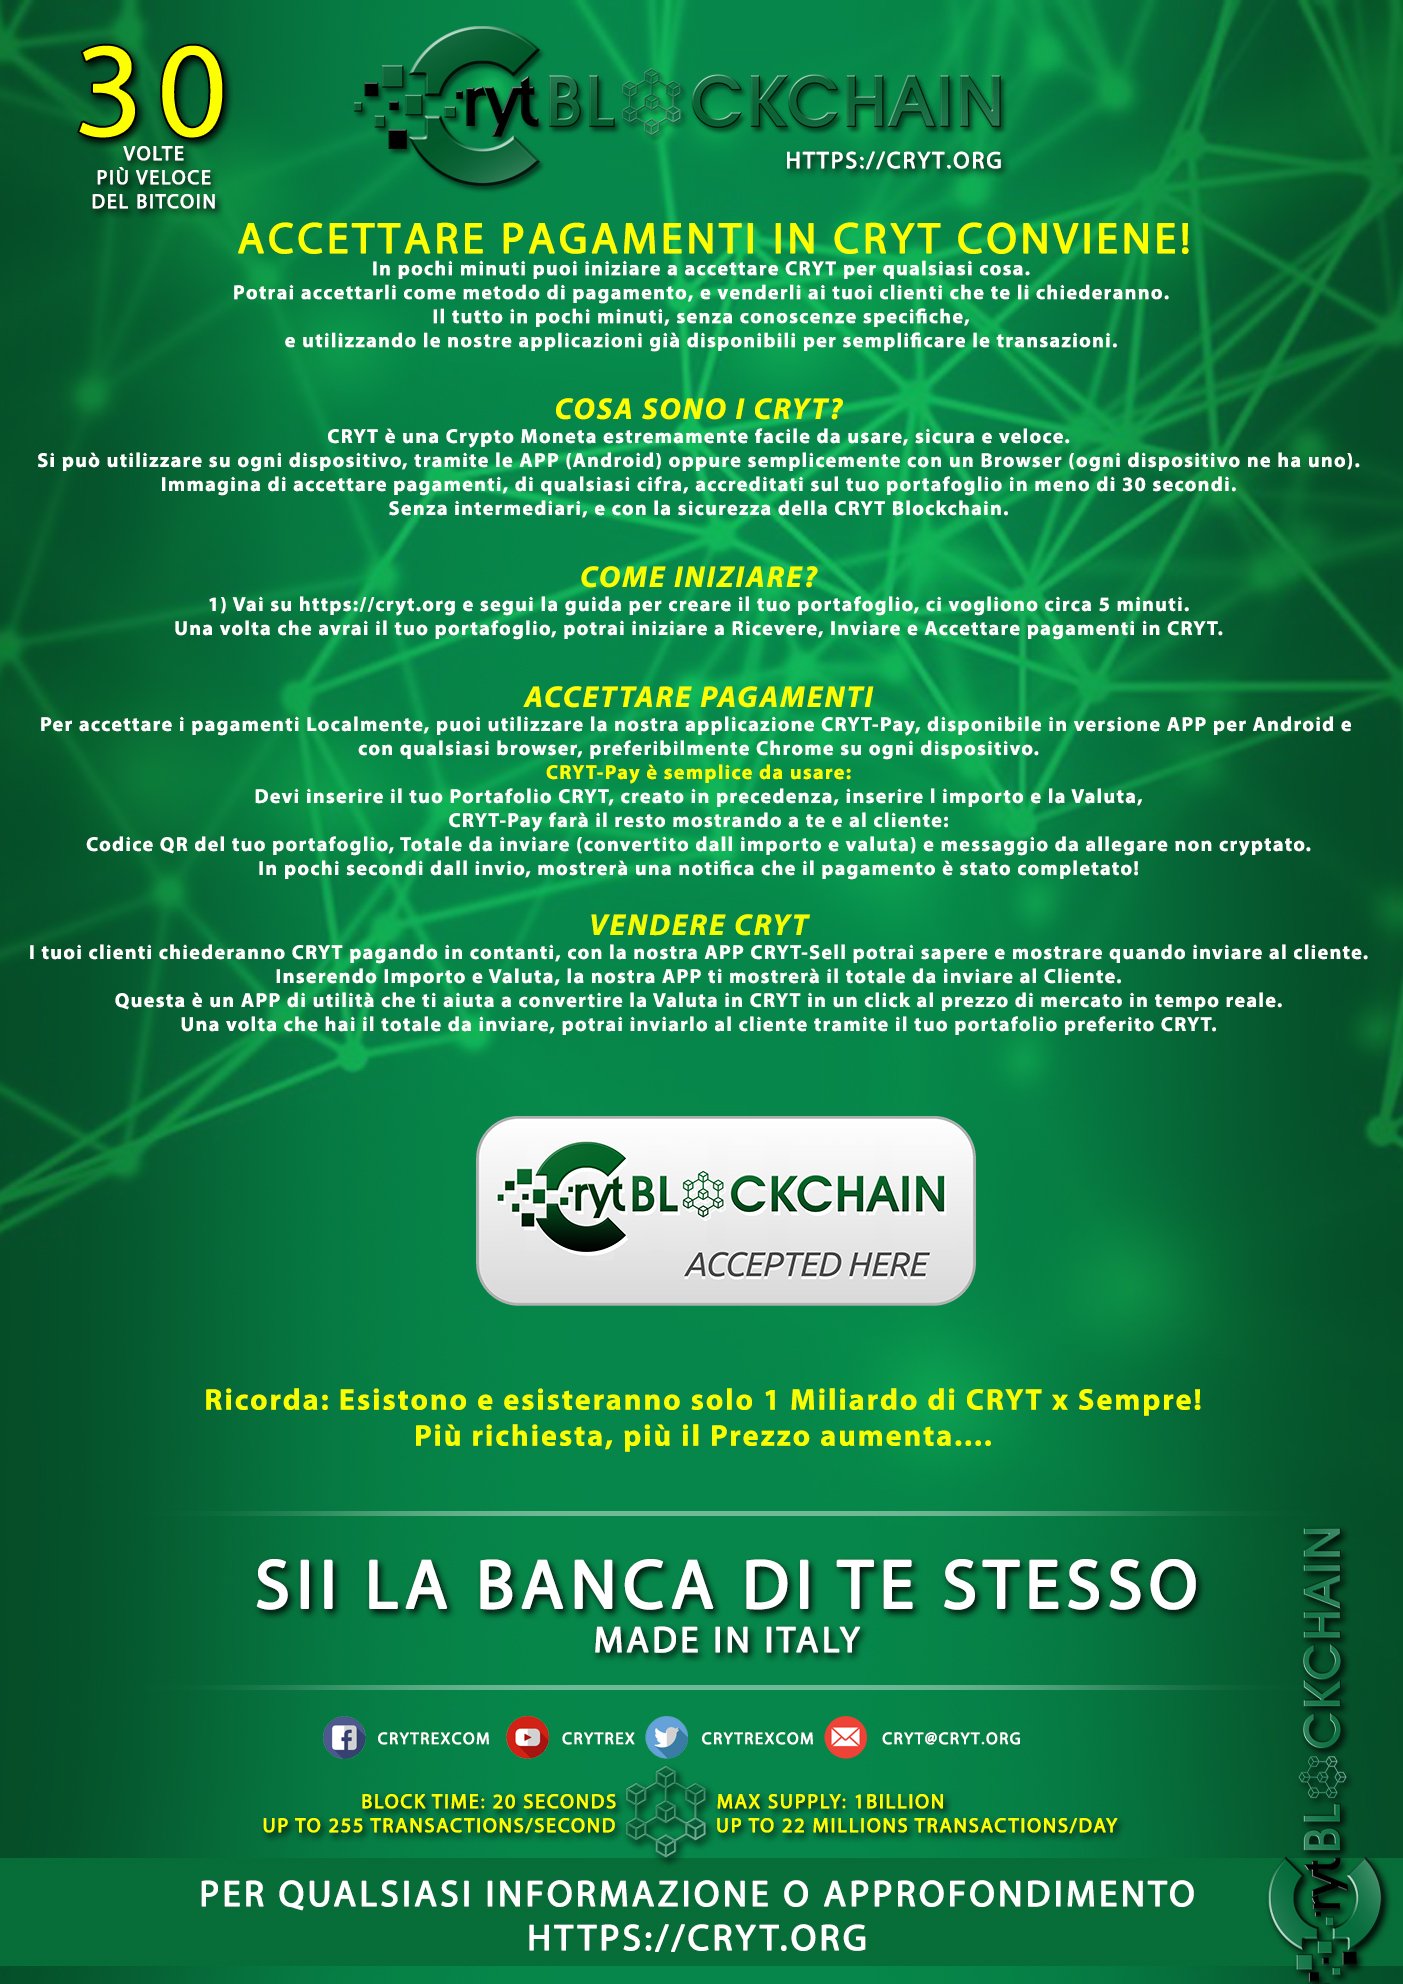 30
VOLTE
PIÙ VELOCE
DEL BITCOIN
Cryt BLOCKCHAIN
HTTPS://CRYT.ORG
ACCETTARE PAGAMENTI IN CRYT CONVIENE!
In pochi minuti puoi iniziare a accettare CRYT per qualsiasi cosa.
Potrai accettarli come metodo di pagamento, e venderli ai tuoi clienti che te li chiederanno.
Il tutto in pochi minuti, senza conoscenze specifiche,
e utilizzando le nostre applicazioni già disponibili per semplificare le transazioni.
COSA SONO I CRYT?
CRYT è una Crypto Moneta estremamente facile da usare, sicura e veloce.
Si può utilizzare su ogni dispositivo, tramite le APP (Android) oppure semplicemente con un Browser (ogni dispositivo ne ha uno).
Immagina di accettare pagamenti, di qualsiasi cifra, accreditati sul tuo portafoglio in meno di 30 secondi.
Senza intermediari, e con la sicurezza della CRYT Blockchain.
COME INIZIARE?
1) Vai su https://cryt.org e segui la guida per creare il tuo portafoglio, ci vogliono circa 5 minuti.
Una volta che avrai il tuo portafoglio, potrai iniziare a Ricevere, Inviare e Accettare pagamenti in CRYT.
ACCETTARE PAGAMENTI
Per accettare i pagamenti Localmente, puoi utilizzare la nostra applicazione CRYT-Pay, disponibile in versione APP per Android e
con qualsiasi browser, preferibilmente Chrome su ogni dispositivo.
CRYT-Pay è semplice da usare:
Devi inserire il tuo Portafolio CRYT, creato in precedenza, inserire l importo e la Valuta,
CRYT-Pay farà il resto mostrando a te e al cliente:
Codice QR del tuo portafoglio, Totale da inviare (convertito dall importo e valuta) e messaggio da allegare non cryptato.
In pochi secondi dall invio, mostrerà una notifica che il pagamento è stato completato!
VENDERE CRYT
I tuoi clienti chiederanno CRYT pagando in contanti, con la nostra APP CRYT-Sell potrai sapere e mostrare quando inviare al cliente.
Inserendo Importo e Valuta, la nostra APP ti mostrerà il totale da inviare al Cliente.
Questa è un APP di utilità che ti aiuta a convertire la Valuta in CRYT in un click al prezzo di mercato in tempo reale.
Una volta che hai il totale da inviare, potrai inviarlo al cliente tramite il tuo portafolio preferito CRYT.
Cryt BLOCKCHAIN
ACCEPTED HERE
Ricorda: Esistono e esisteranno solo 1 Miliardo di CRYT x Sempre!
Più richiesta, più il Prezzo aumenta....
SII LA BANCA DI TE STESSO
MADE IN ITALY
CRYTREXCOM CRYTREX CRYTREXCOM CRYT@CRYT.ORG
BLOCK TIME: 20 SECONDS MAX SUPPLY: 1BILLION
UP TO 255 TRANSACTIONS/SECOND UP TO 22 MILLIONS TRANSACTIONS/DAY
Cryt BLOCKCHAIN
PER QUALSIASI INFORMAZIONE O APPROFONDIMENTO
HTTPS://CRYT.ORG